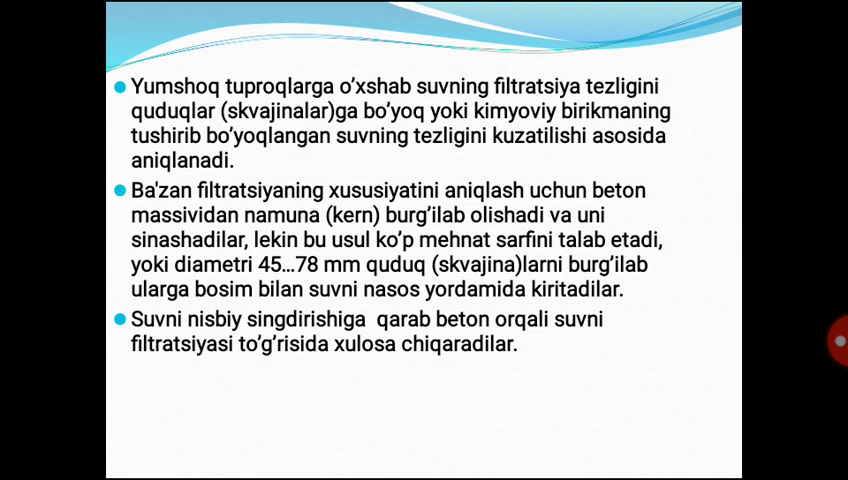 Yumshoq tuproqlarga o’xshab suvning filtratsiya tezligini
quduqlar (skvajinalar)ga bo’yoq yoki kimyoviy birikmaning
tushirib bo’yoqlangan suvning tezligini kuzatilishi asosida
aniqlanadi.
Ba'zan filtratsiyaning xususiyatini aniqlash uchun beton
massividan namuna (kern) burg’ilab olishadi va uni
sinashadilar, lekin bu usul ko’p mehnat sarfini talab etadi,
yoki diametri 45...78 mm quduq (skvajina)larni burg’ilab
ularga bosim bilan suvni nasos yordamida kiritadilar.
Suvni nisbiy singdirishiga qarab beton orqali suvni
filtratsiyasi to’g’risida xulosa chiqaradilar.